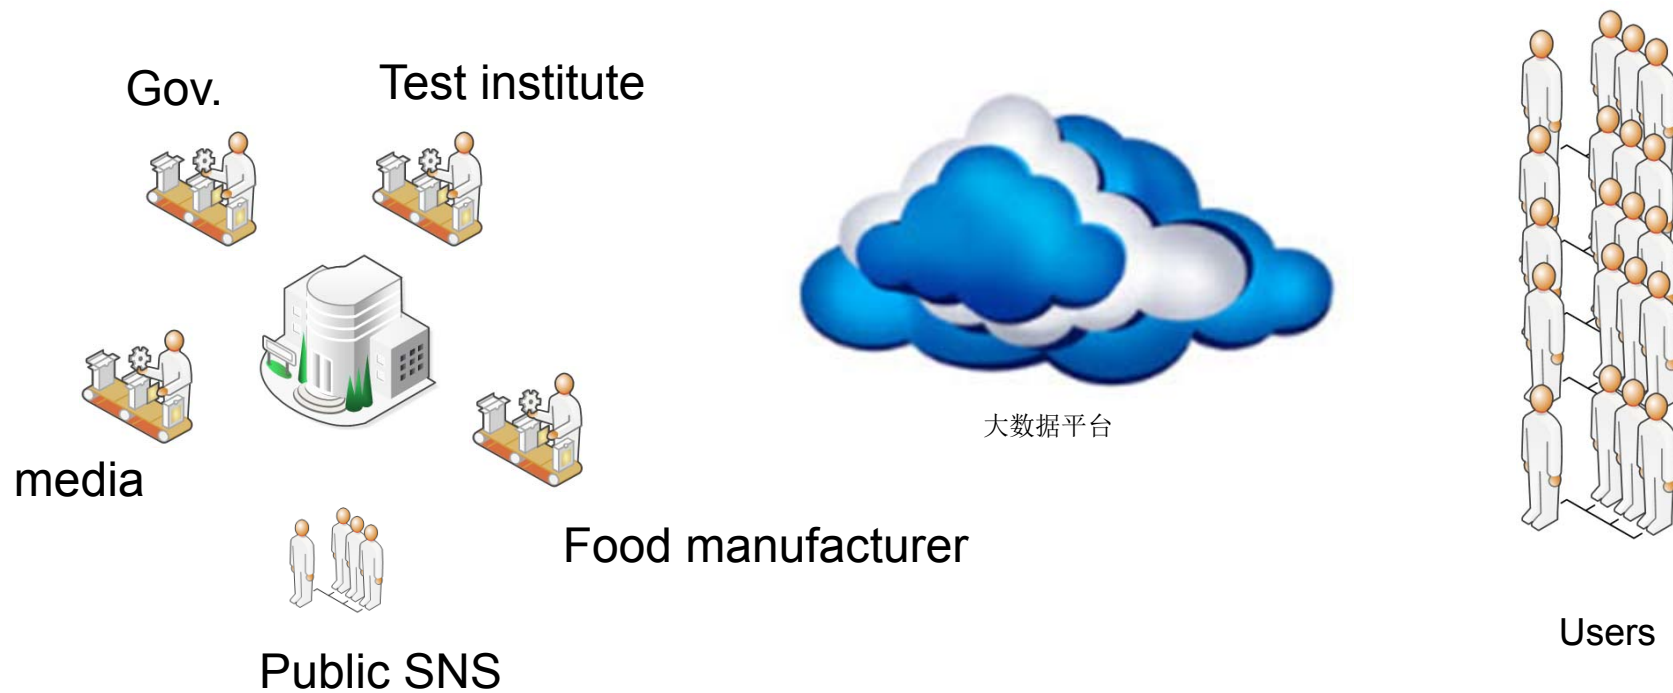 Gov.
Test institute
大数据平台
media
Food manufacturer
Users
Public SNS